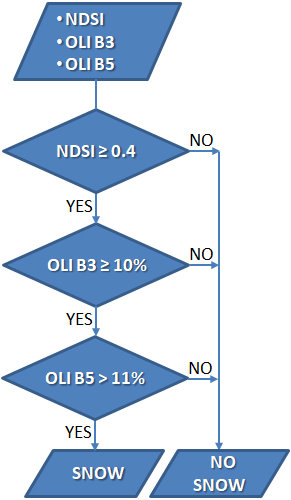 • NDSI
• OLI B3
• OLI B5
NDSI ≥ 0.4
NO
YES
OLI B3 ≥ 10%
NO
YES
OLI B5 > 11%
NO
YES
SNOW
NO
SNOW